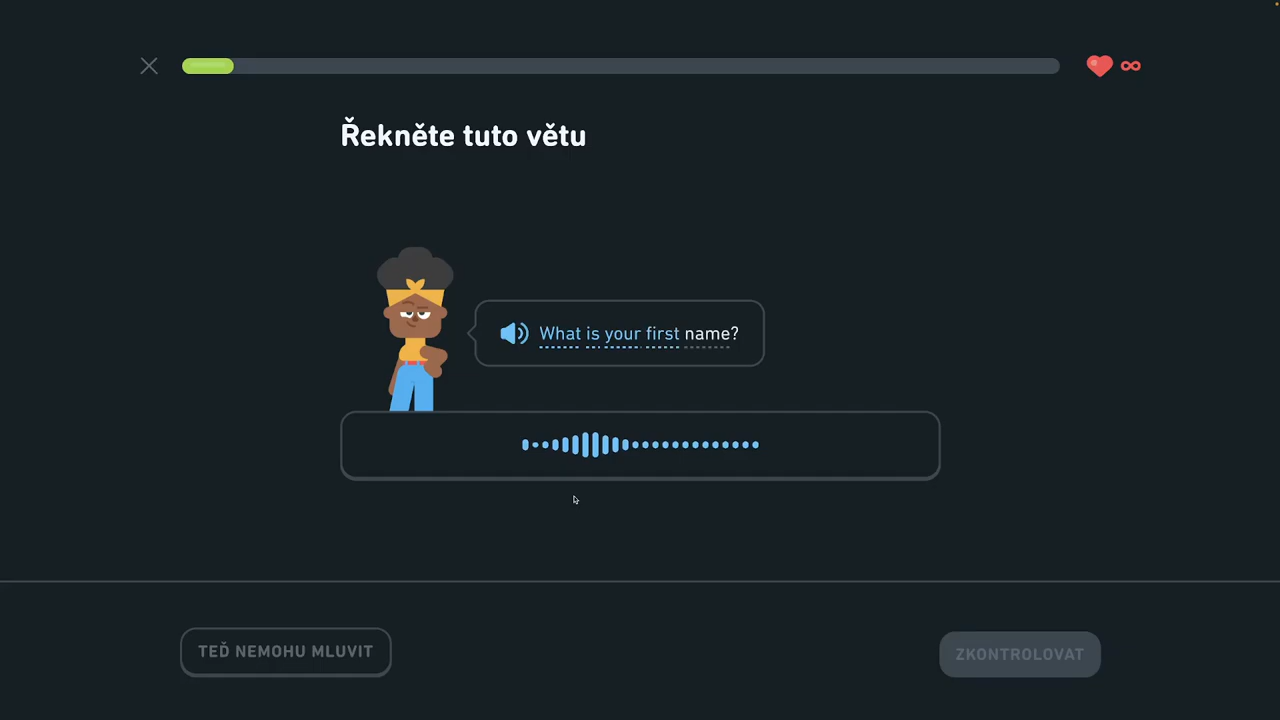 Řekněte tuto větu
What is your first name?
TEĎ NEMOHU MLUVIT
ZKONTROLOVAT